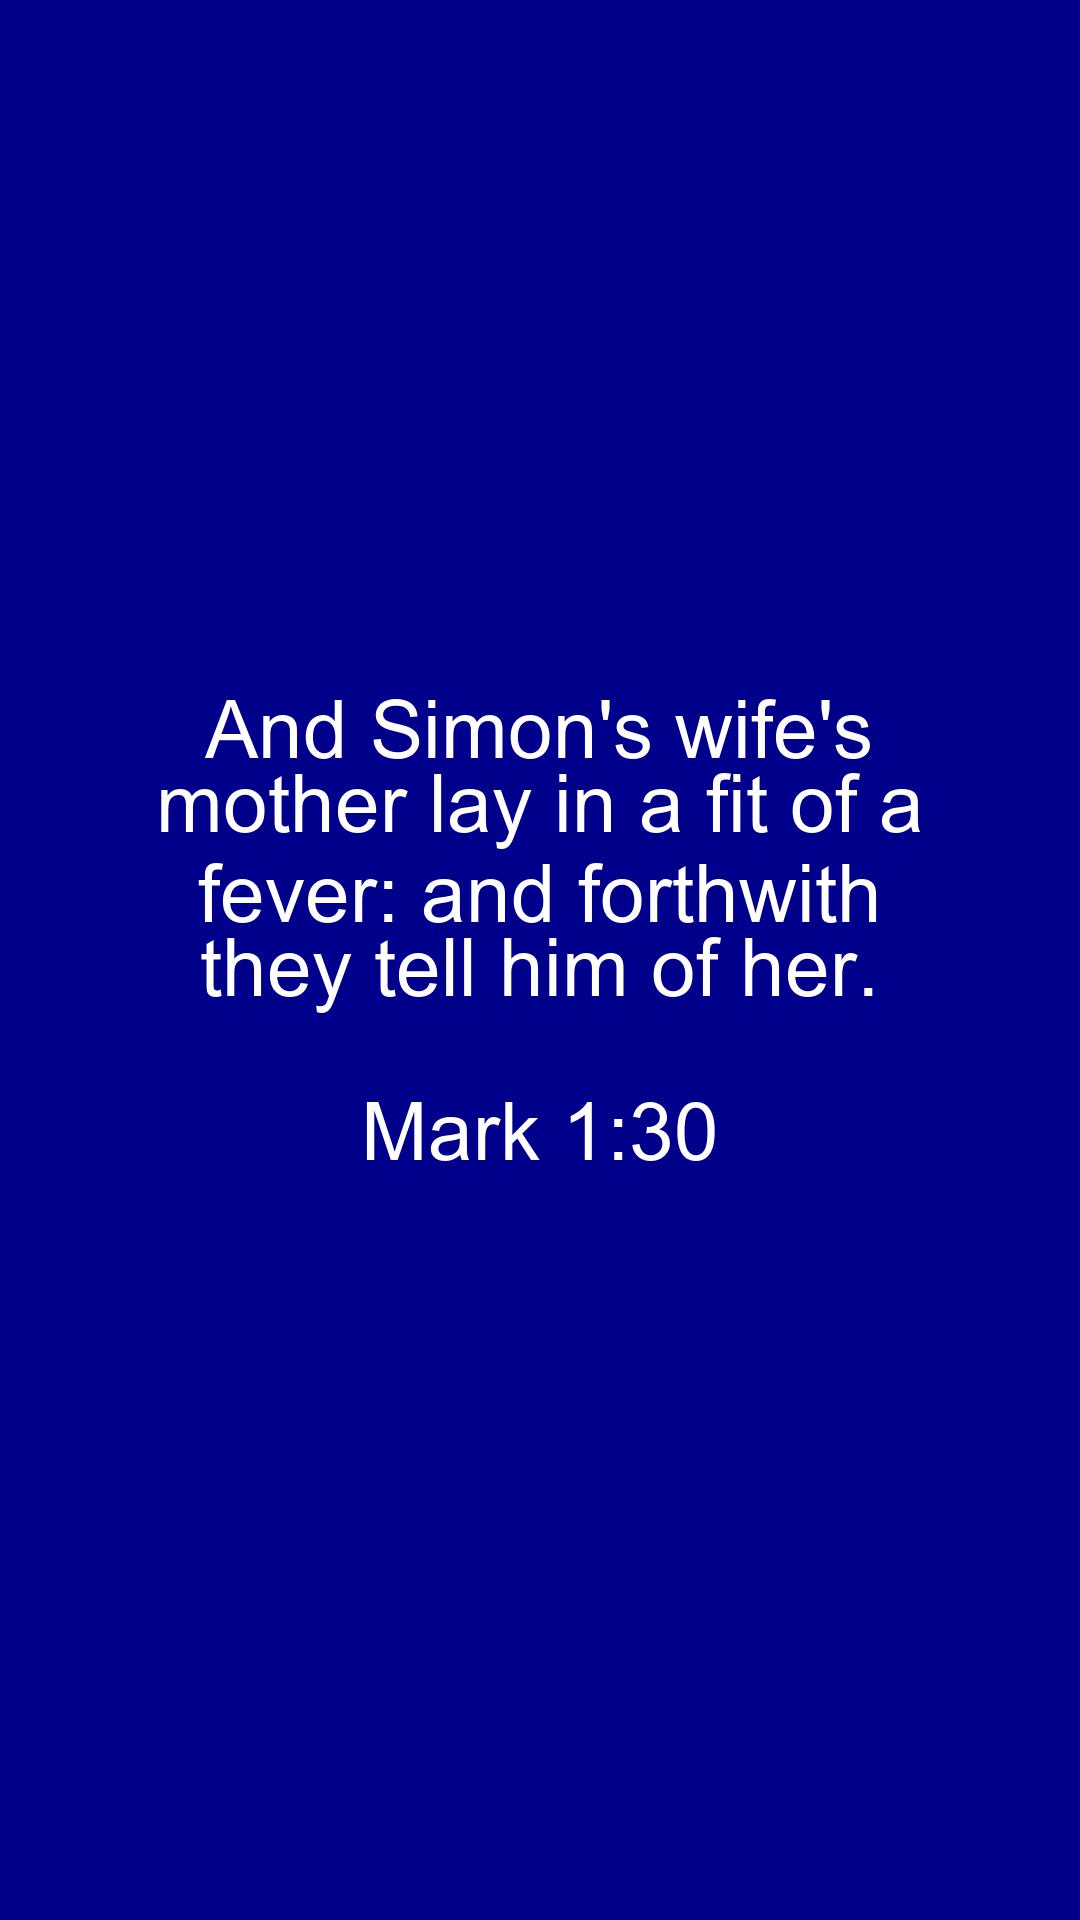 And Simon's wife's
mother lay in a fit of a
fever: and forthwith
they tell him of her.
Mark 1:30